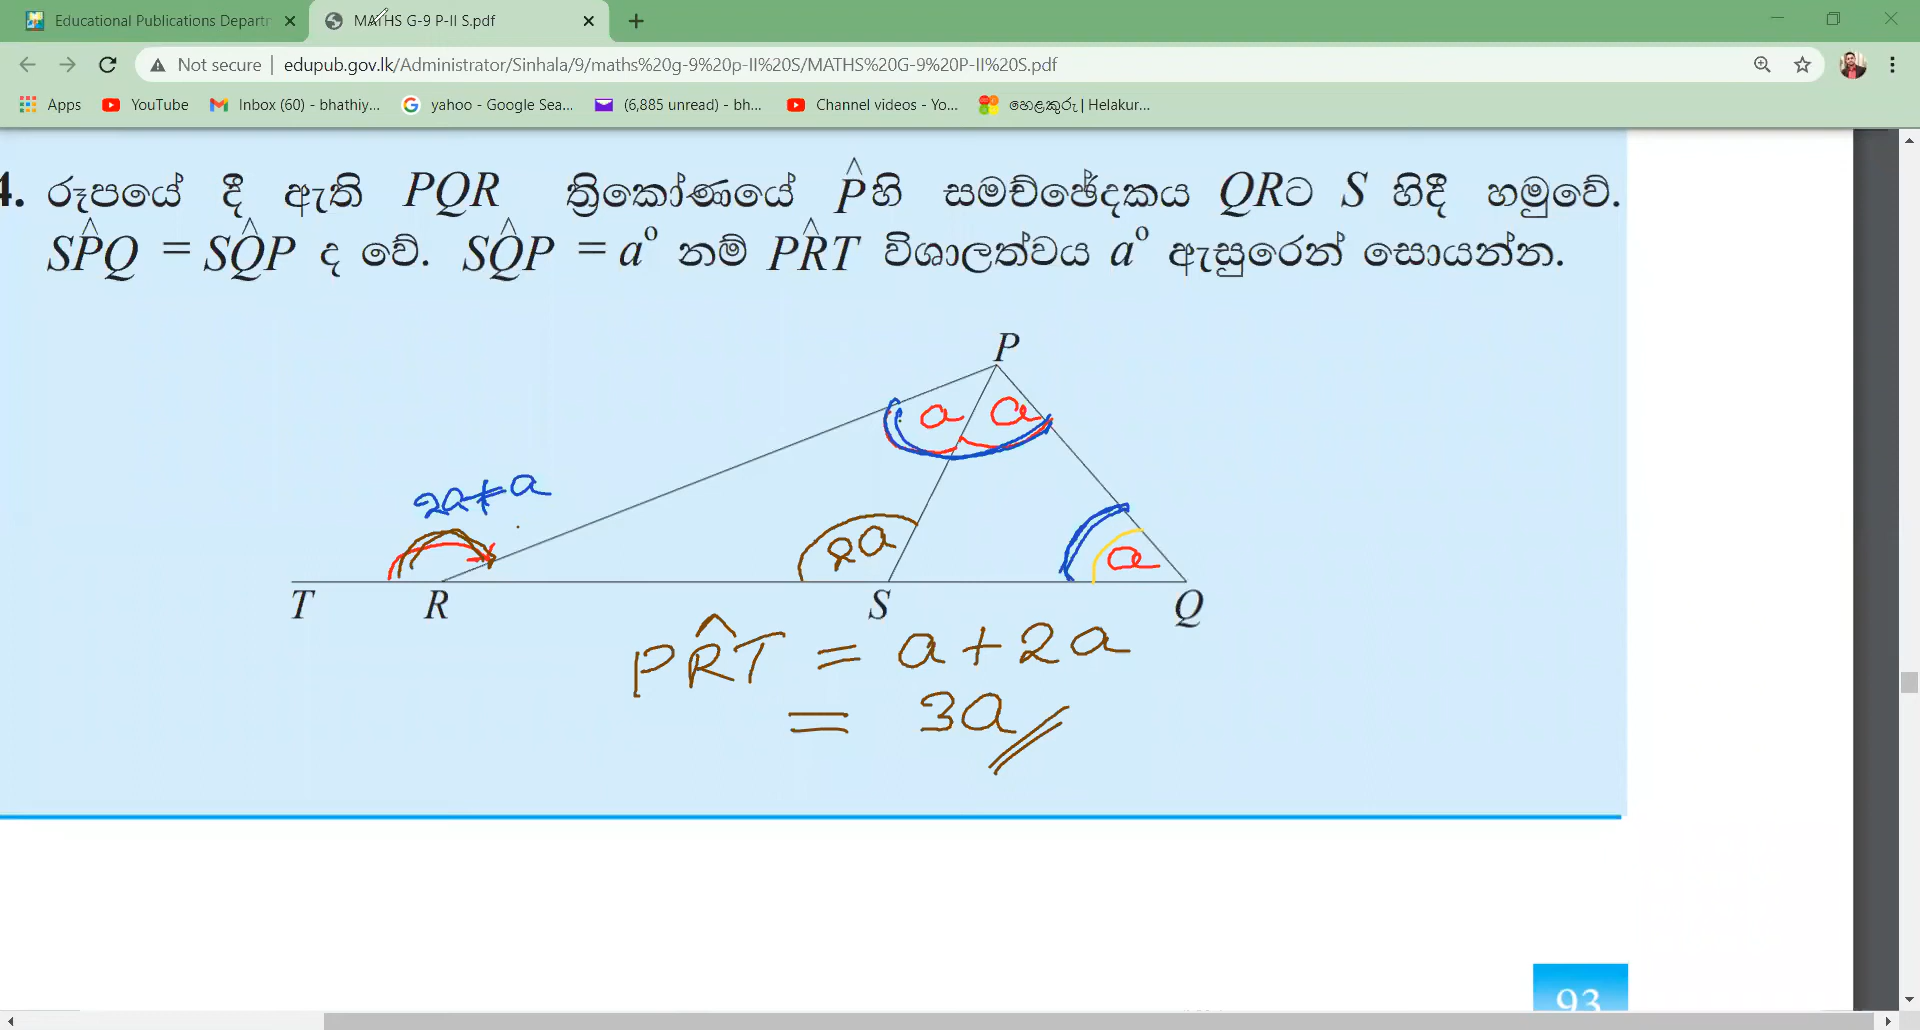 Educational Publications Departm
MATHS G-9 P-II S.pdf
Not secure | edupub.gov.lk/Administrator/Sinhala/9/maths%20g-9%20p-II%20S/MATHS%20G-9%20P-II%20S.pdf
Apps YouTube Inbox (60) - bhathiy... yahoo - Google Sea... (6,885 unread) - bh... Channel videos - Yo... හෙළකුරු | Helakur...
4. රූපයේ දී ඇති PQR ත්‍රිකෝණයේ P̂හි සමච්ඡේදකය QRට S හිදී හමුවේ.
SP̂Q = SQ̂P ද වේ. SQ̂P = a° නම් PR̂T විශාලත්වය a° ඇසුරෙන් සොයන්න.
P
a a
2a + a
2a
a
T R S Q
PR̂T = a + 2a
= 3a
93